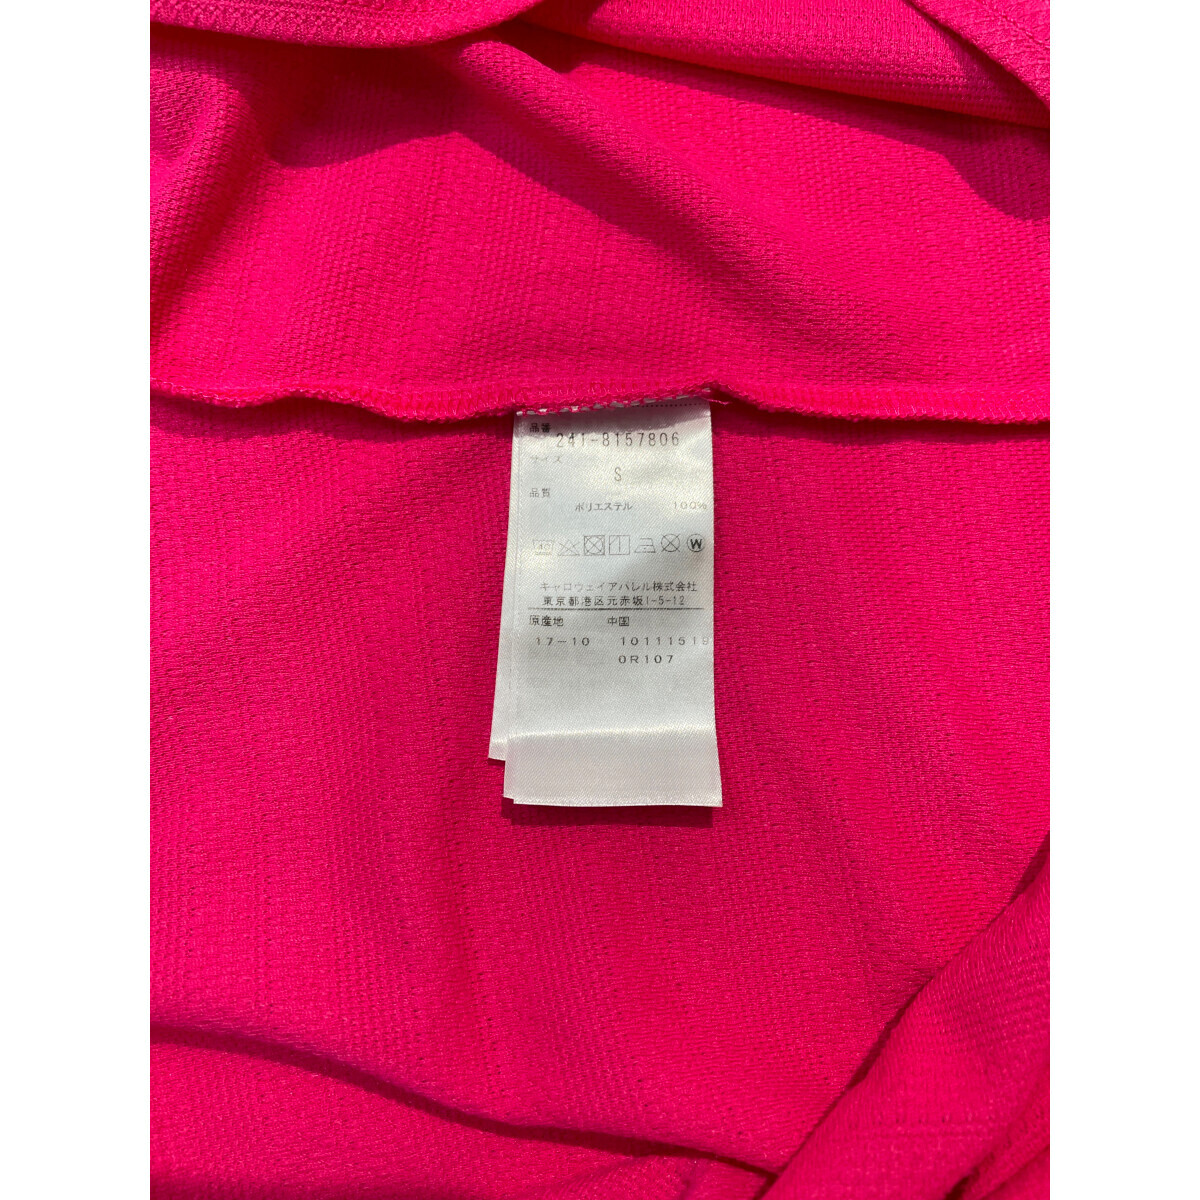 品番
241-8157806
サイズ
S
品質
ポリエステル 100%
40 W
キャロウェイアパレル株式会社
東京都港区元赤坂1-5-12
原産地 中国
17-10 10111519
0R107